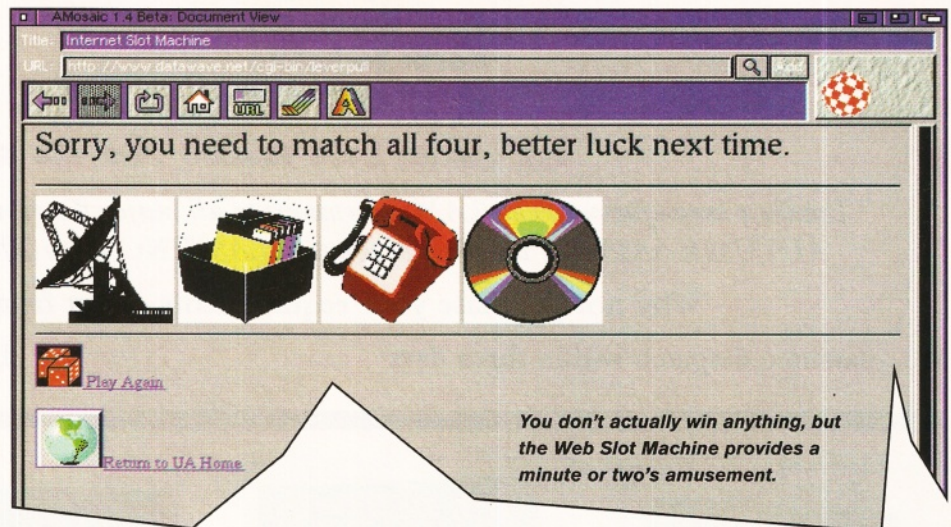 AMosaic 1.4 Beta: Document View
Title: Internet Slot Machine
URL: http://www.datawave.net/cgi-bin/leverpull
URL
Sorry, you need to match all four, better luck next time.
Play Again
Return to UA Home
You don't actually win anything, but
the Web Slot Machine provides a
minute or two's amusement.